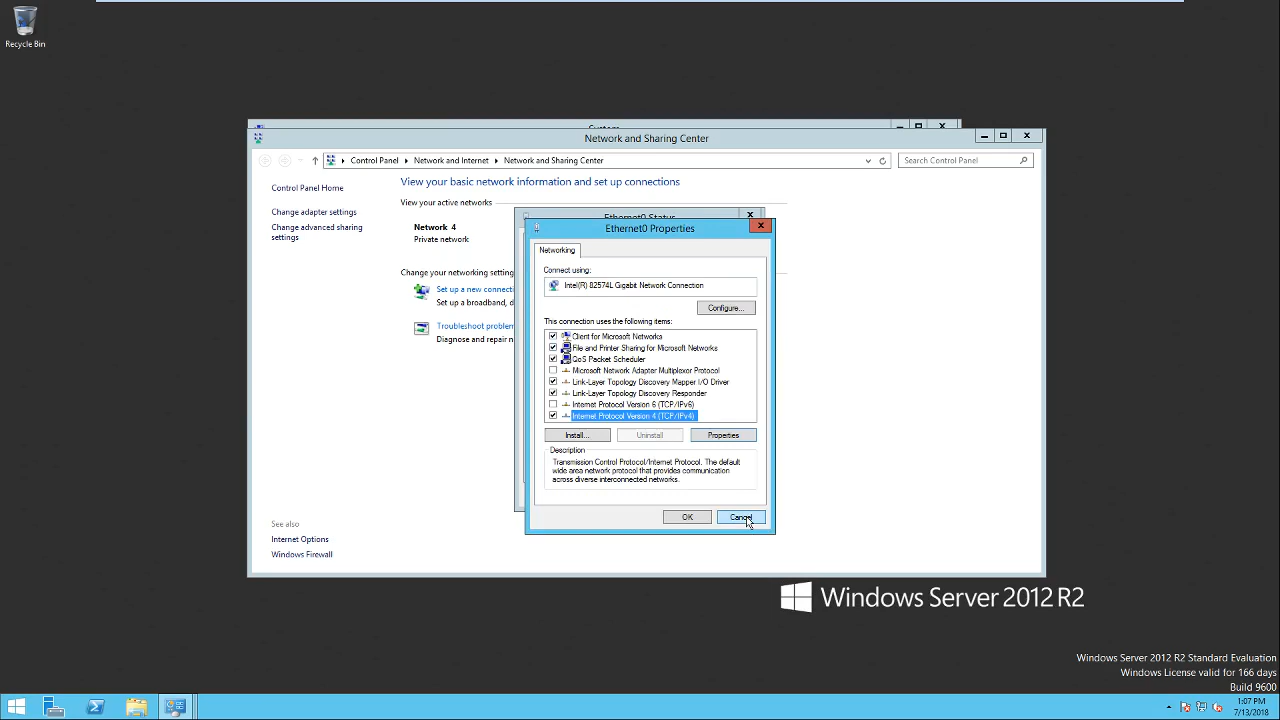 Recycle Bin
System
Network and Sharing Center
Control Panel
Network and Internet
Network and Sharing Center
Search Control Panel
Control Panel Home
Change adapter settings
Change advanced sharing
settings
View your basic network information and set up connections
View your active networks
Network 4
Private network
Change your networking setting
Set up a new connecti
Set up a broadband, d
Troubleshoot problem
Diagnose and repair n
See also
Internet Options
Windows Firewall
Ethernet0 Status
Ethernet0 Properties
Networking
Connect using:
Intel(R) 82574L Gigabit Network Connection
Configure...
This connection uses the following items:
Client for Microsoft Networks
File and Printer Sharing for Microsoft Networks
QoS Packet Scheduler
Microsoft Network Adapter Multiplexor Protocol
Link-Layer Topology Discovery Mapper I/O Driver
Link-Layer Topology Discovery Responder
Internet Protocol Version 6 (TCP/IPv6)
Internet Protocol Version 4 (TCP/IPv4)
Install...
Uninstall
Properties
Description
Transmission Control Protocol/Internet Protocol. The default
wide area network protocol that provides communication
across diverse interconnected networks.
OK
Cancel
Windows Server 2012 R2
Windows Server 2012 R2 Standard Evaluation
Windows License valid for 166 days
Build 9600
1:07 PM
7/13/2018